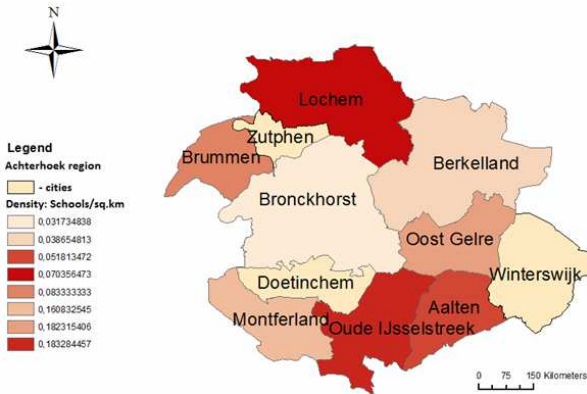 N
Lochem
Zutphen
Brummen
Berkelland
Bronckhorst
Oost Gelre
Winterswijk
Doetinchem
Aalten
Montferland
Oude IJsselstreek
Legend
Achterhoek region
- cities
Density: Schools/sq.km
0,031734838
0,038654813
0,051813472
0,070356473
0,083333333
0,160832545
0,182315406
0,183284457
0 75 150 Kilometers